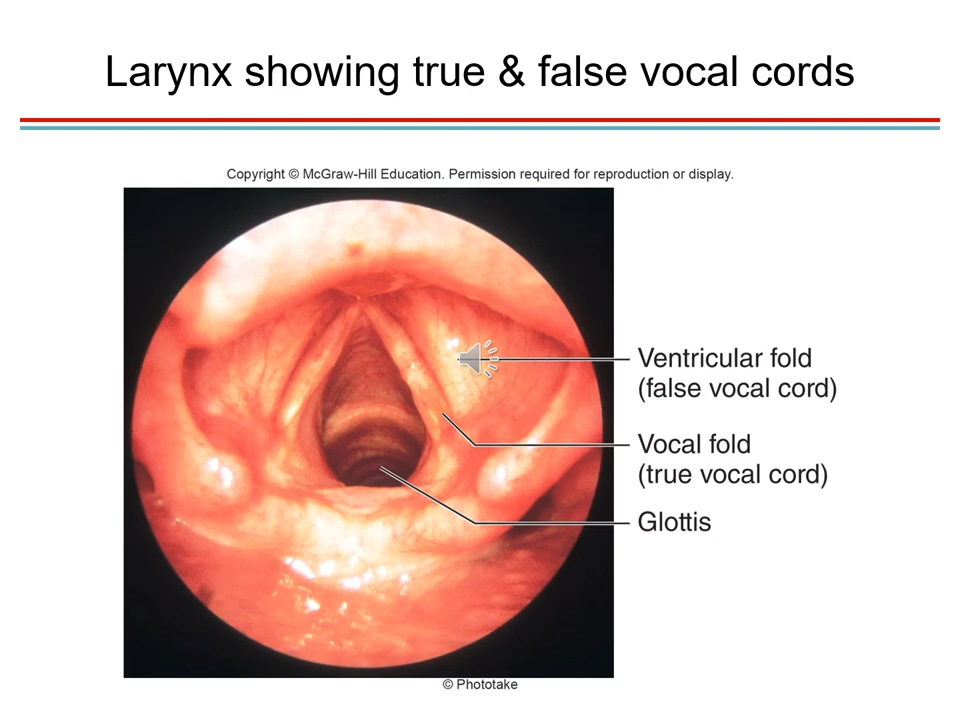 Larynx showing true & false vocal cords
Copyright © McGraw-Hill Education. Permission required for reproduction or display.
Ventricular fold
(false vocal cord)
Vocal fold
(true vocal cord)
Glottis
© Phototake